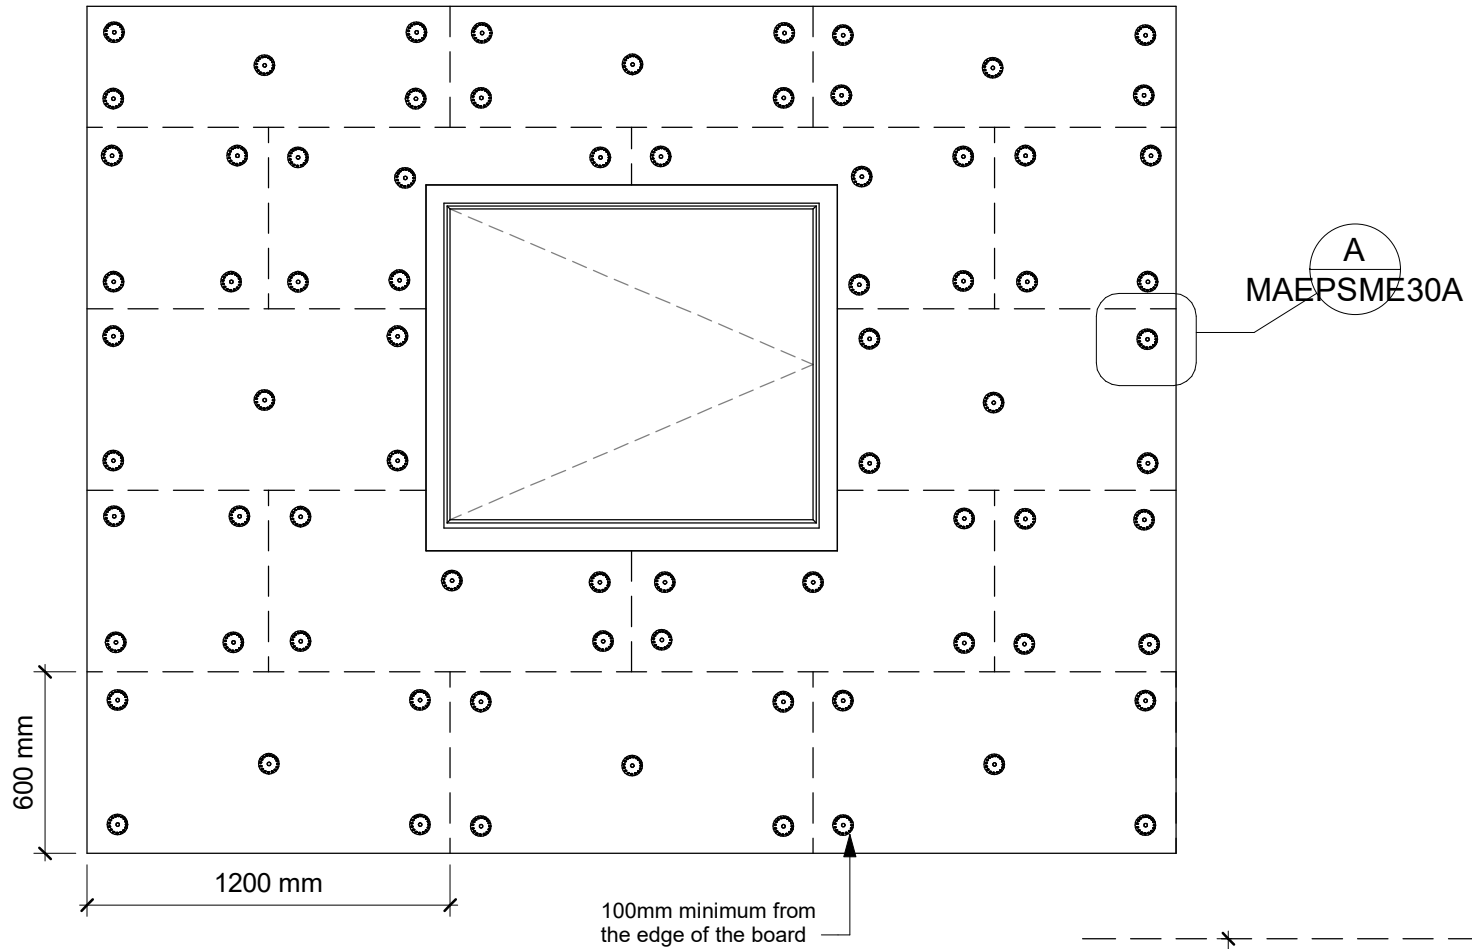 A
MAEPSME30A
600 mm
1200 mm
100mm minimum from
the edge of the board